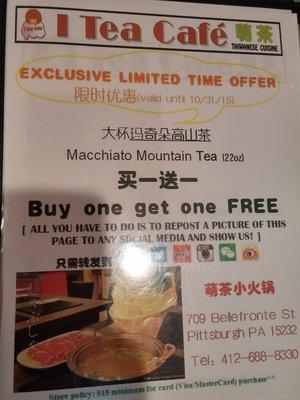 I Tea Café 萌茶
TAIWANESE CUISINE
EXCLUSIVE LIMITED TIME OFFER
限时优惠(valid until 10/31/15)
大杯玛奇朵高山茶
Macchiato Mountain Tea (22oz)
买一送一
Buy one get one FREE
[ ALL YOU HAVE TO DO IS TO REPOST A PICTURE OF THIS
PAGE TO ANY SOCIAL MEDIA AND SHOW US! ]
只需转发到
萌茶小火锅
709 Bellefronte St
Pittsburgh PA 15232
Tel: 412-688-8330
Store policy: $15 minimum for card (Visa/MasterCard) purchase^^